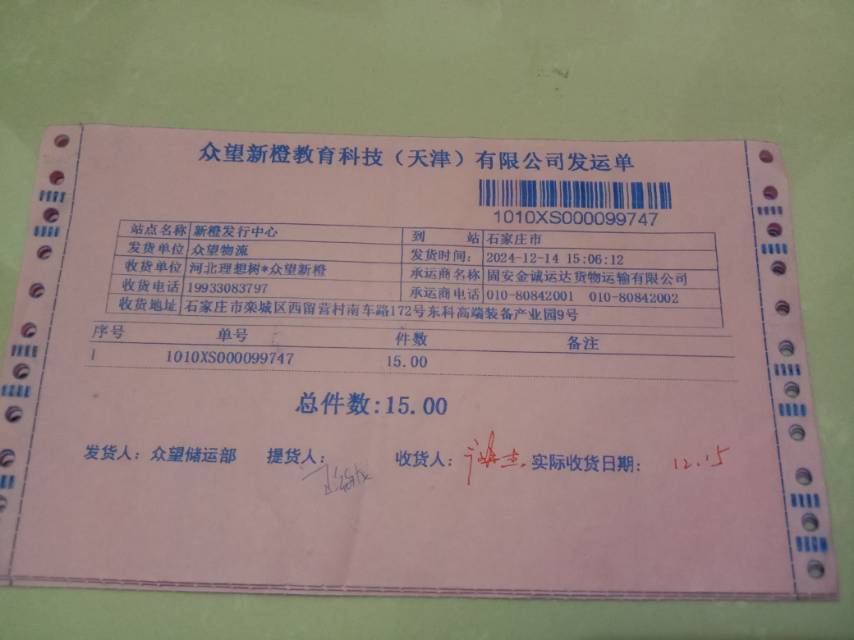 众望新橙教育科技（天津）有限公司发运单
1010XS000099747
站点名称 新橙发行中心 到 站 石家庄市
发货单位 众望物流 发货时间: 2024-12-14 15:06:12
收货单位 河北理想树*众望新橙 承运商名称 固安金诚运达货物运输有限公司
收货电话 19933083797 承运商电话 010-80842001 010-80842002
收货地址 石家庄市栾城区西留营村南车路172号东科高端装备产业园9号
序号 单号 件数 备注
1 1010XS000099747 15.00
总件数:15.00
发货人：众望储运部 提货人： 收货人： 实际收货日期： 12.15